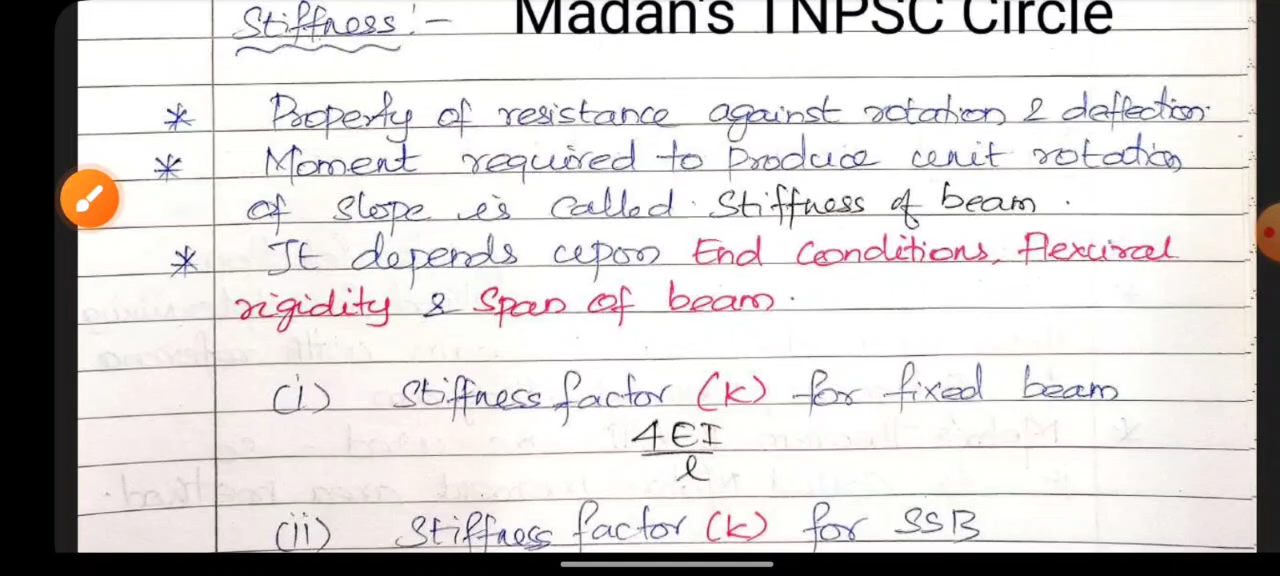 Madan's TNPSC Circle
Stiffness :-
* Property of resistance against rotation & deflection.
* Moment required to produce unit rotation
of slope is called. Stiffness of beam.
* It depends upon End Conditions, Flexural
rigidity & Span of beam.
(i) Stiffness factor (K) for fixed beam
4EI
l
(ii) Stiffness factor (K) for SSB